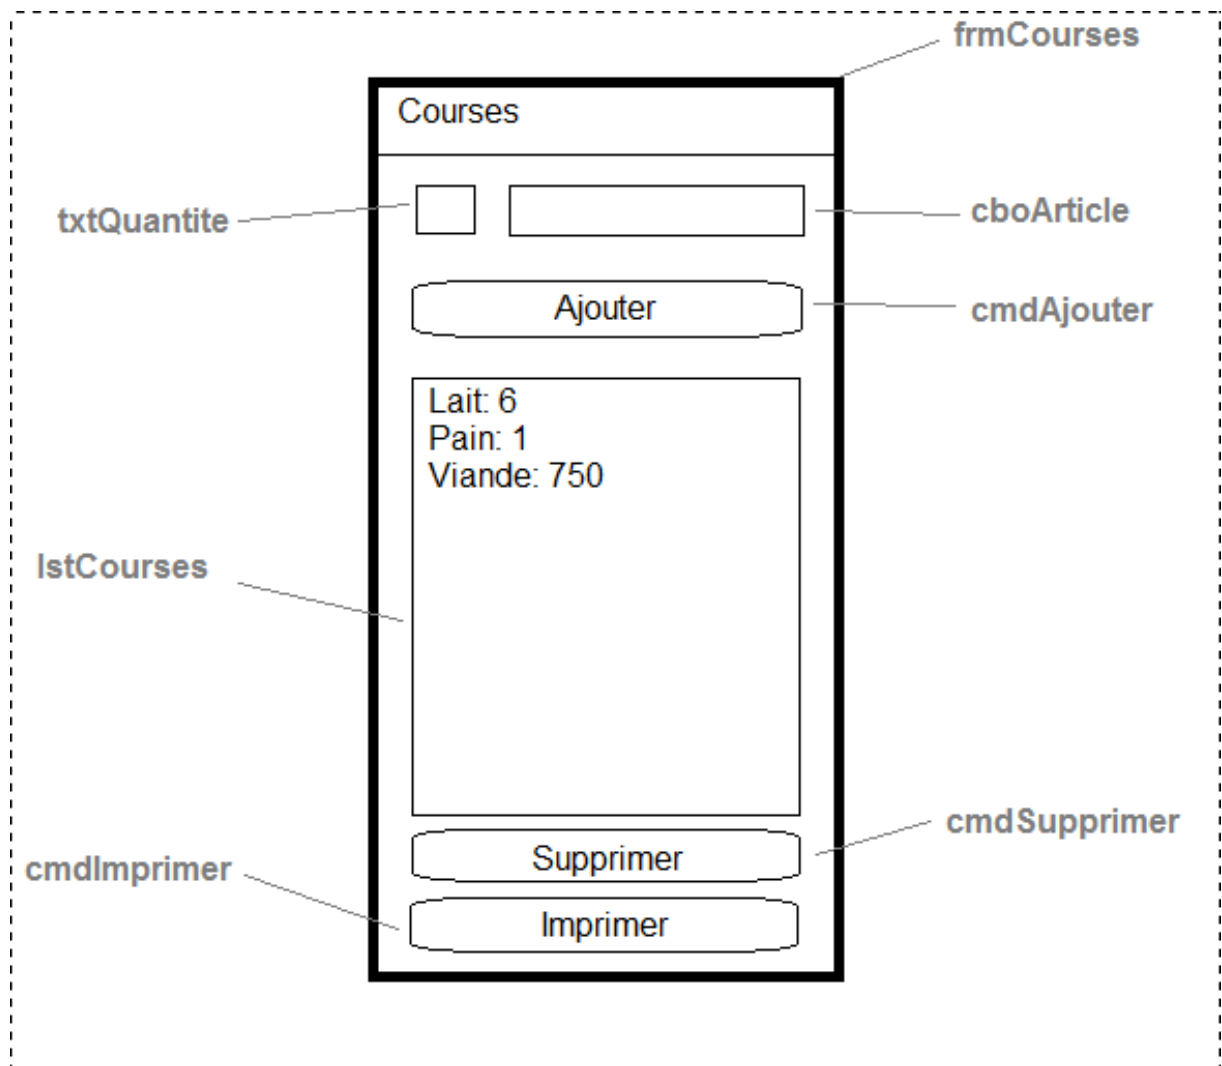 frmCourses
Courses
txtQuantite
cboArticle
Ajouter
cmdAjouter
Lait: 6
Pain: 1
Viande: 750
lstCourses
cmdSupprimer
Supprimer
cmdImprimer
Imprimer